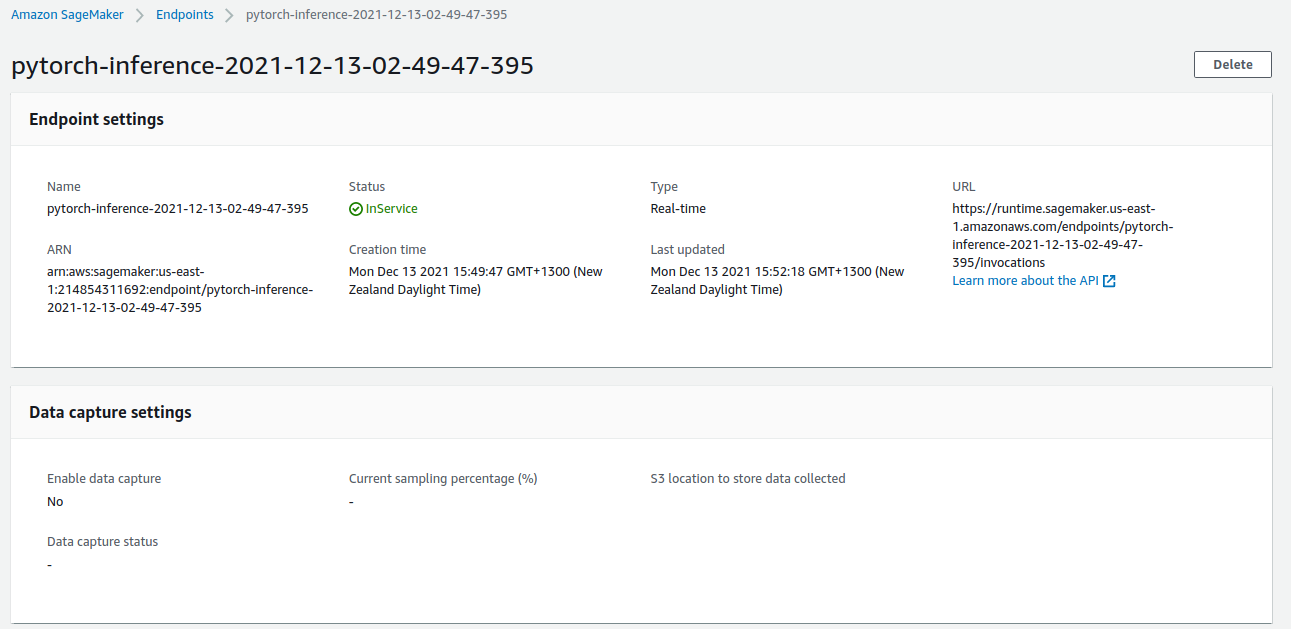 Amazon SageMaker > Endpoints > pytorch-inference-2021-12-13-02-49-47-395
pytorch-inference-2021-12-13-02-49-47-395
Delete
Endpoint settings
Name
pytorch-inference-2021-12-13-02-49-47-395
Status
InService
Type
Real-time
URL
https://runtime.sagemaker.us-east-
1.amazonaws.com/endpoints/pytorch-
inference-2021-12-13-02-49-47-
395/invocations
Learn more about the API
ARN
arn:aws:sagemaker:us-east-
1:214854311692:endpoint/pytorch-inference-
2021-12-13-02-49-47-395
Creation time
Mon Dec 13 2021 15:49:47 GMT+1300 (New
Zealand Daylight Time)
Last updated
Mon Dec 13 2021 15:52:18 GMT+1300 (New
Zealand Daylight Time)
Data capture settings
Enable data capture
No
Current sampling percentage (%)
-
S3 location to store data collected
Data capture status
-